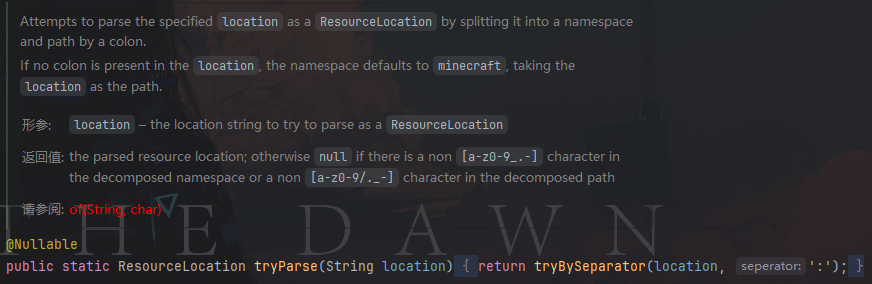 Attempts to parse the specified location as a ResourceLocation by splitting it into a namespace
and path by a colon.
If no colon is present in the location, the namespace defaults to minecraft, taking the
location as the path.
形参: location – the location string to try to parse as a ResourceLocation
返回值: the parsed resource location; otherwise null if there is a non [a-z0-9_.-] character in
the decomposed namespace or a non [a-z0-9/._-] character in the decomposed path
请参阅: of(String, char)
THE DAWN
@Nullable
public static ResourceLocation tryParse(String location) { return tryBySeparator(location, seperator: ':'); }